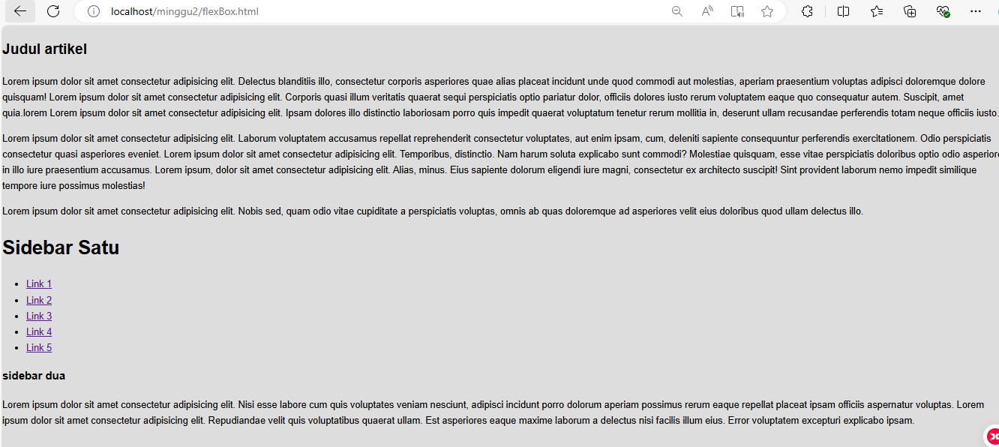 localhost/minggu2/flexBox.html
Judul artikel
Lorem ipsum dolor sit amet consectetur adipisicing elit. Delectus blanditiis illo, consectetur corporis asperiores quae alias placeat incidunt unde quod commodi aut molestias, aperiam praesentium voluptas adipisci doloremque dolore
quisquam! Lorem ipsum dolor sit amet consectetur adipisicing elit. Corporis quasi illum veritatis quaerat sequi perspiciatis optio pariatur dolor, officiis dolores iusto rerum voluptatem eaque quo consequatur autem. Suscipit, amet
quia.lorem Lorem ipsum dolor sit amet consectetur adipisicing elit. Ipsam dolores illo distinctio laboriosam porro quis impedit quaerat voluptatum tenetur rerum mollitia in, deserunt ullam recusandae perferendis totam neque officiis iusto.
Lorem ipsum dolor sit amet consectetur adipisicing elit. Laborum voluptatem accusamus repellat reprehenderit consectetur voluptates, aut enim ipsam, cum, deleniti sapiente consequuntur perferendis exercitationem. Odio perspiciatis
consectetur quasi asperiores eveniet. Lorem ipsum dolor sit amet consectetur adipisicing elit. Temporibus, distinctio. Nam harum soluta explicabo sunt commodi? Molestiae quisquam, esse vitae perspiciatis doloribus optio odio asperiore
in illo iure praesentium accusamus. Lorem ipsum, dolor sit amet consectetur adipisicing elit. Alias, minus. Eius sapiente dolorum eligendi iure magni, consectetur ex architecto suscipit! Sint provident laborum nemo impedit similique
tempore iure possimus molestias!
Lorem ipsum dolor sit amet consectetur adipisicing elit. Nobis sed, quam odio vitae cupiditate a perspiciatis voluptas, omnis ab quas doloremque ad asperiores velit eius doloribus quod ullam delectus illo.
Sidebar Satu
Link 1
Link 2
Link 3
Link 4
Link 5
sidebar dua
Lorem ipsum dolor sit amet consectetur adipisicing elit. Nisi esse labore cum quis voluptates veniam nesciunt, adipisci incidunt porro dolorum aperiam possimus rerum eaque repellat placeat ipsam officiis aspernatur voluptas. Lorem
ipsum dolor sit amet consectetur adipisicing elit. Repudiandae velit quis voluptatibus quaerat ullam. Est asperiores eaque maxime laborum a delectus nisi facilis illum eius. Error voluptatem excepturi explicabo ipsam.